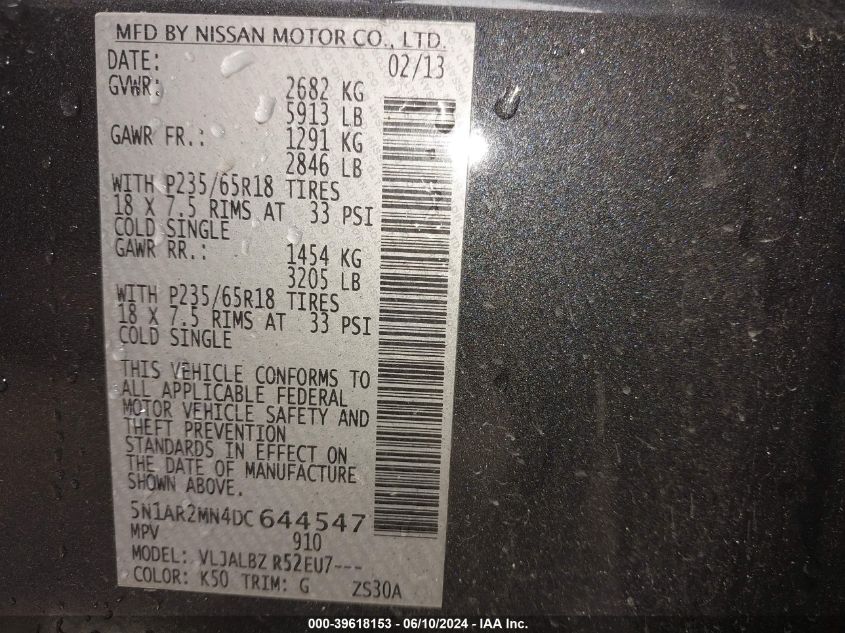 MFD BY NISSAN MOTOR CO., LTD.
DATE: 02/13
GVWR: 2682 KG
5913 LB
GAWR FR.: 1291 KG
2846 LB
WITH P235/65R18 TIRES
18 X 7.5 RIMS AT 33 PSI
COLD SINGLE
GAWR RR.: 1454 KG
3205 LB
WITH P235/65R18 TIRES
18 X 7.5 RIMS AT 33 PSI
COLD SINGLE
THIS VEHICLE CONFORMS TO
ALL APPLICABLE FEDERAL
MOTOR VEHICLE SAFETY AND
THEFT PREVENTION
STANDARDS IN EFFECT ON
THE DATE OF MANUFACTURE
SHOWN ABOVE.
5N1AR2MN4DC644547
MPV 910
MODEL: VLJALBZ R52EU7---
COLOR: K50 TRIM: G ZS30A
000-39618153 - 06/10/2024 - IAA Inc.